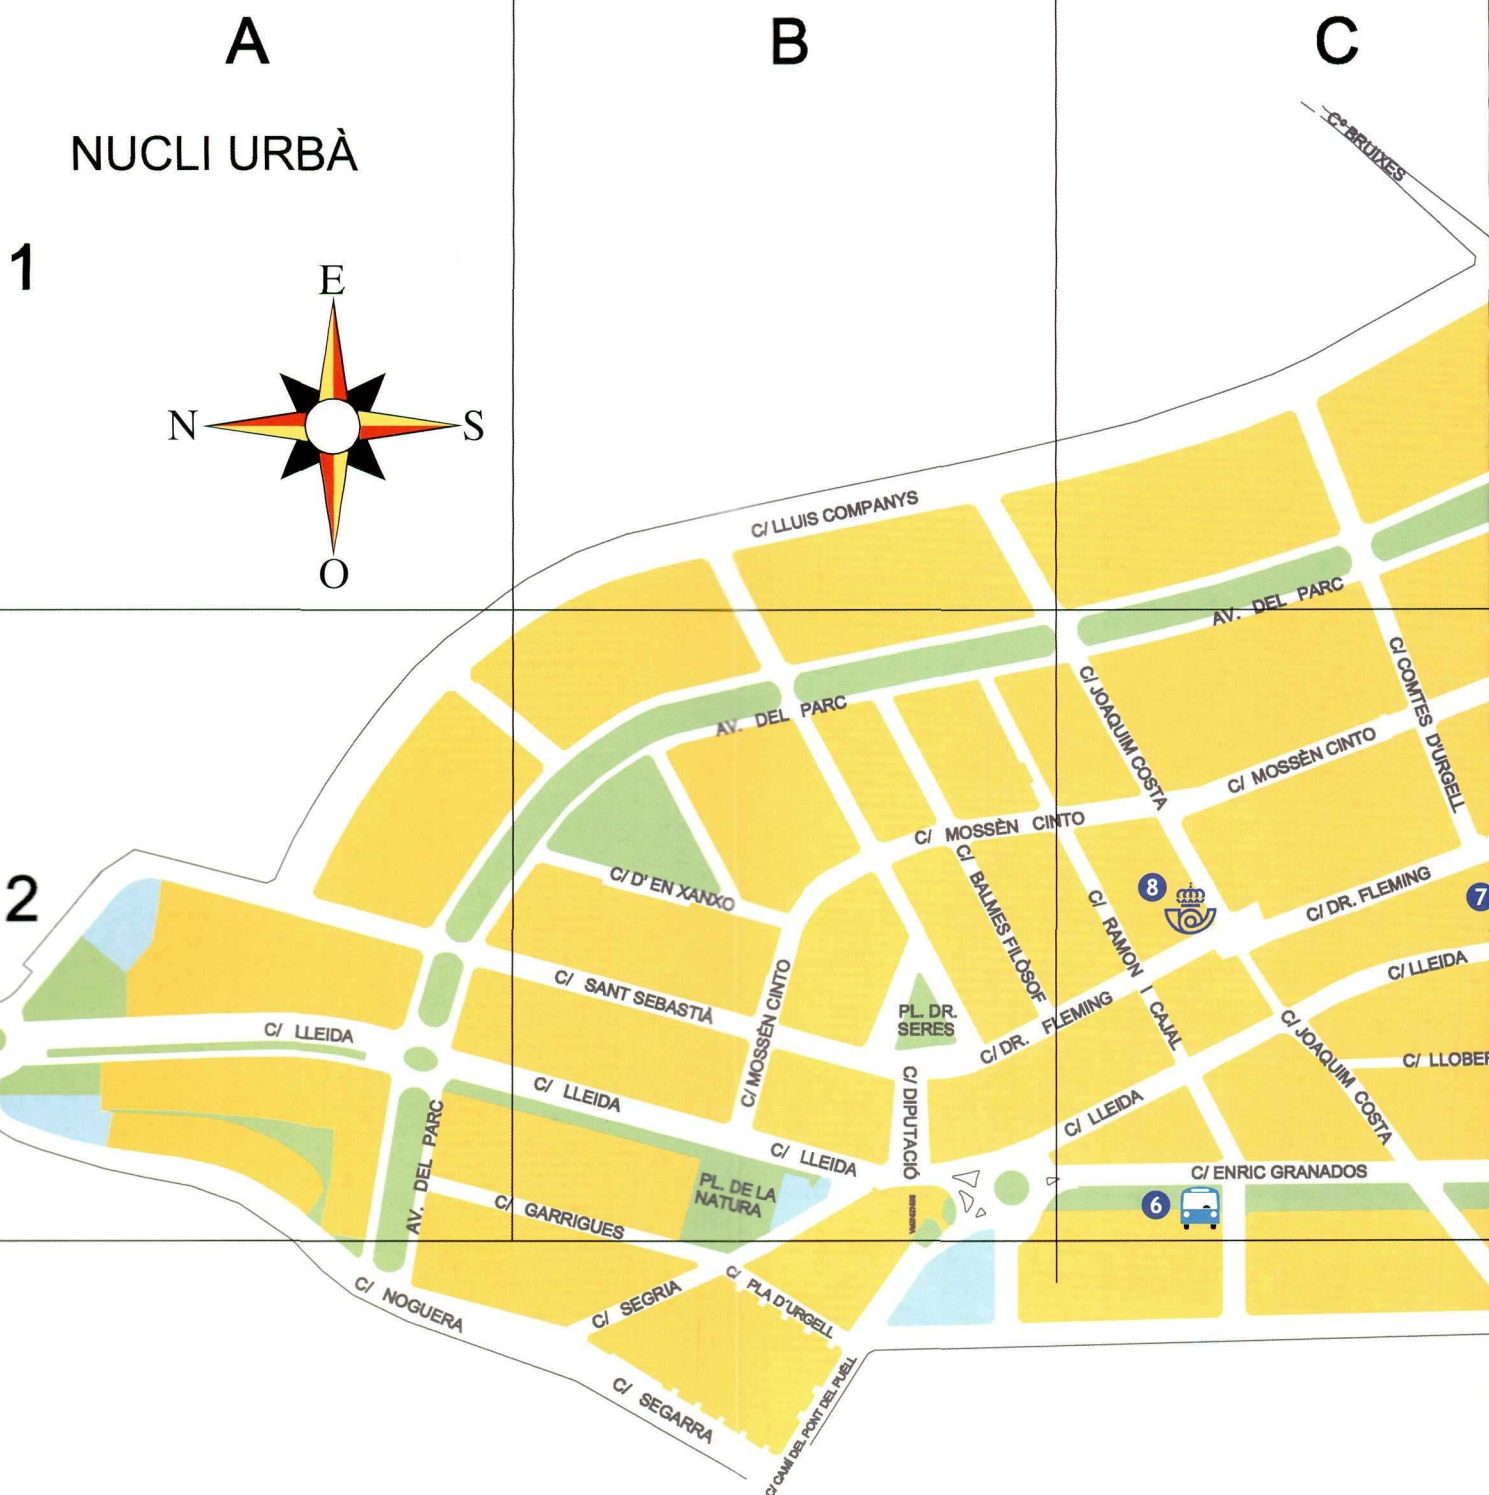 A
B
C
NUCLI URBÀ
Cº BRUIXES
1
E
N
S
O
C/ LLUIS COMPANYS
AV. DEL PARC
AV. DEL PARC
C/ JOAQUIM COSTA
C/ COMTES D'URGELL
C/ MOSSÈN CINTO
C/ MOSSÈN CINTO
2
C/ D' EN XANXO
C/ BALMES FILÒSOF
C/ RAMON I CAJAL
8
C/ DR. FLEMING
7
C/ SANT SEBASTIÀ
C/ MOSSÈN CINTO
PL. DR.
SERES
C/ DR. FLEMING
C/ LLEIDA
C/ LLEIDA
C/ JOAQUIM COSTA
C/ LLOBER
C/ LLEIDA
C/ DIPUTACIÓ
C/ LLEIDA
AV. DEL PARC
C/ LLEIDA
C/ ENRIC GRANADOS
PL. DE LA
NATURA
6
C/ GARRIGUES
C/ NOGUERA
C/ SEGRIA
C/ PLA D'URGELL
C/ SEGARRA
C/ CAMÍ DEL PONT DEL PUËLL